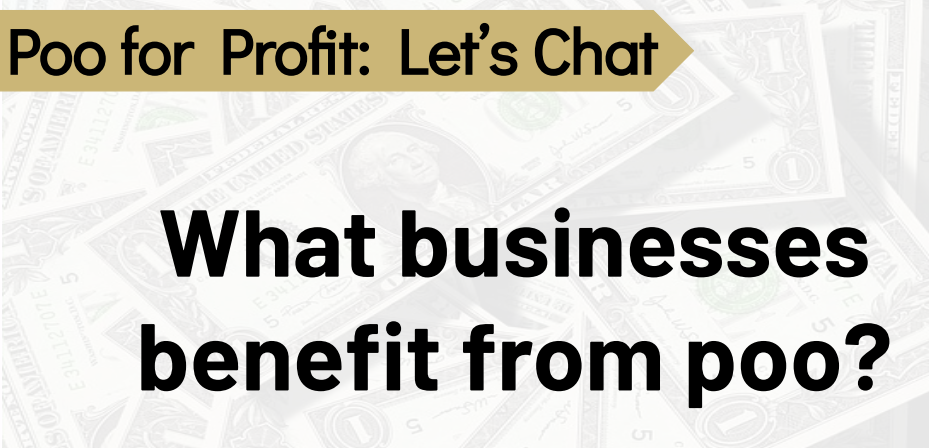 Poo for Profit: Let's Chat
What businesses
benefit from poo?